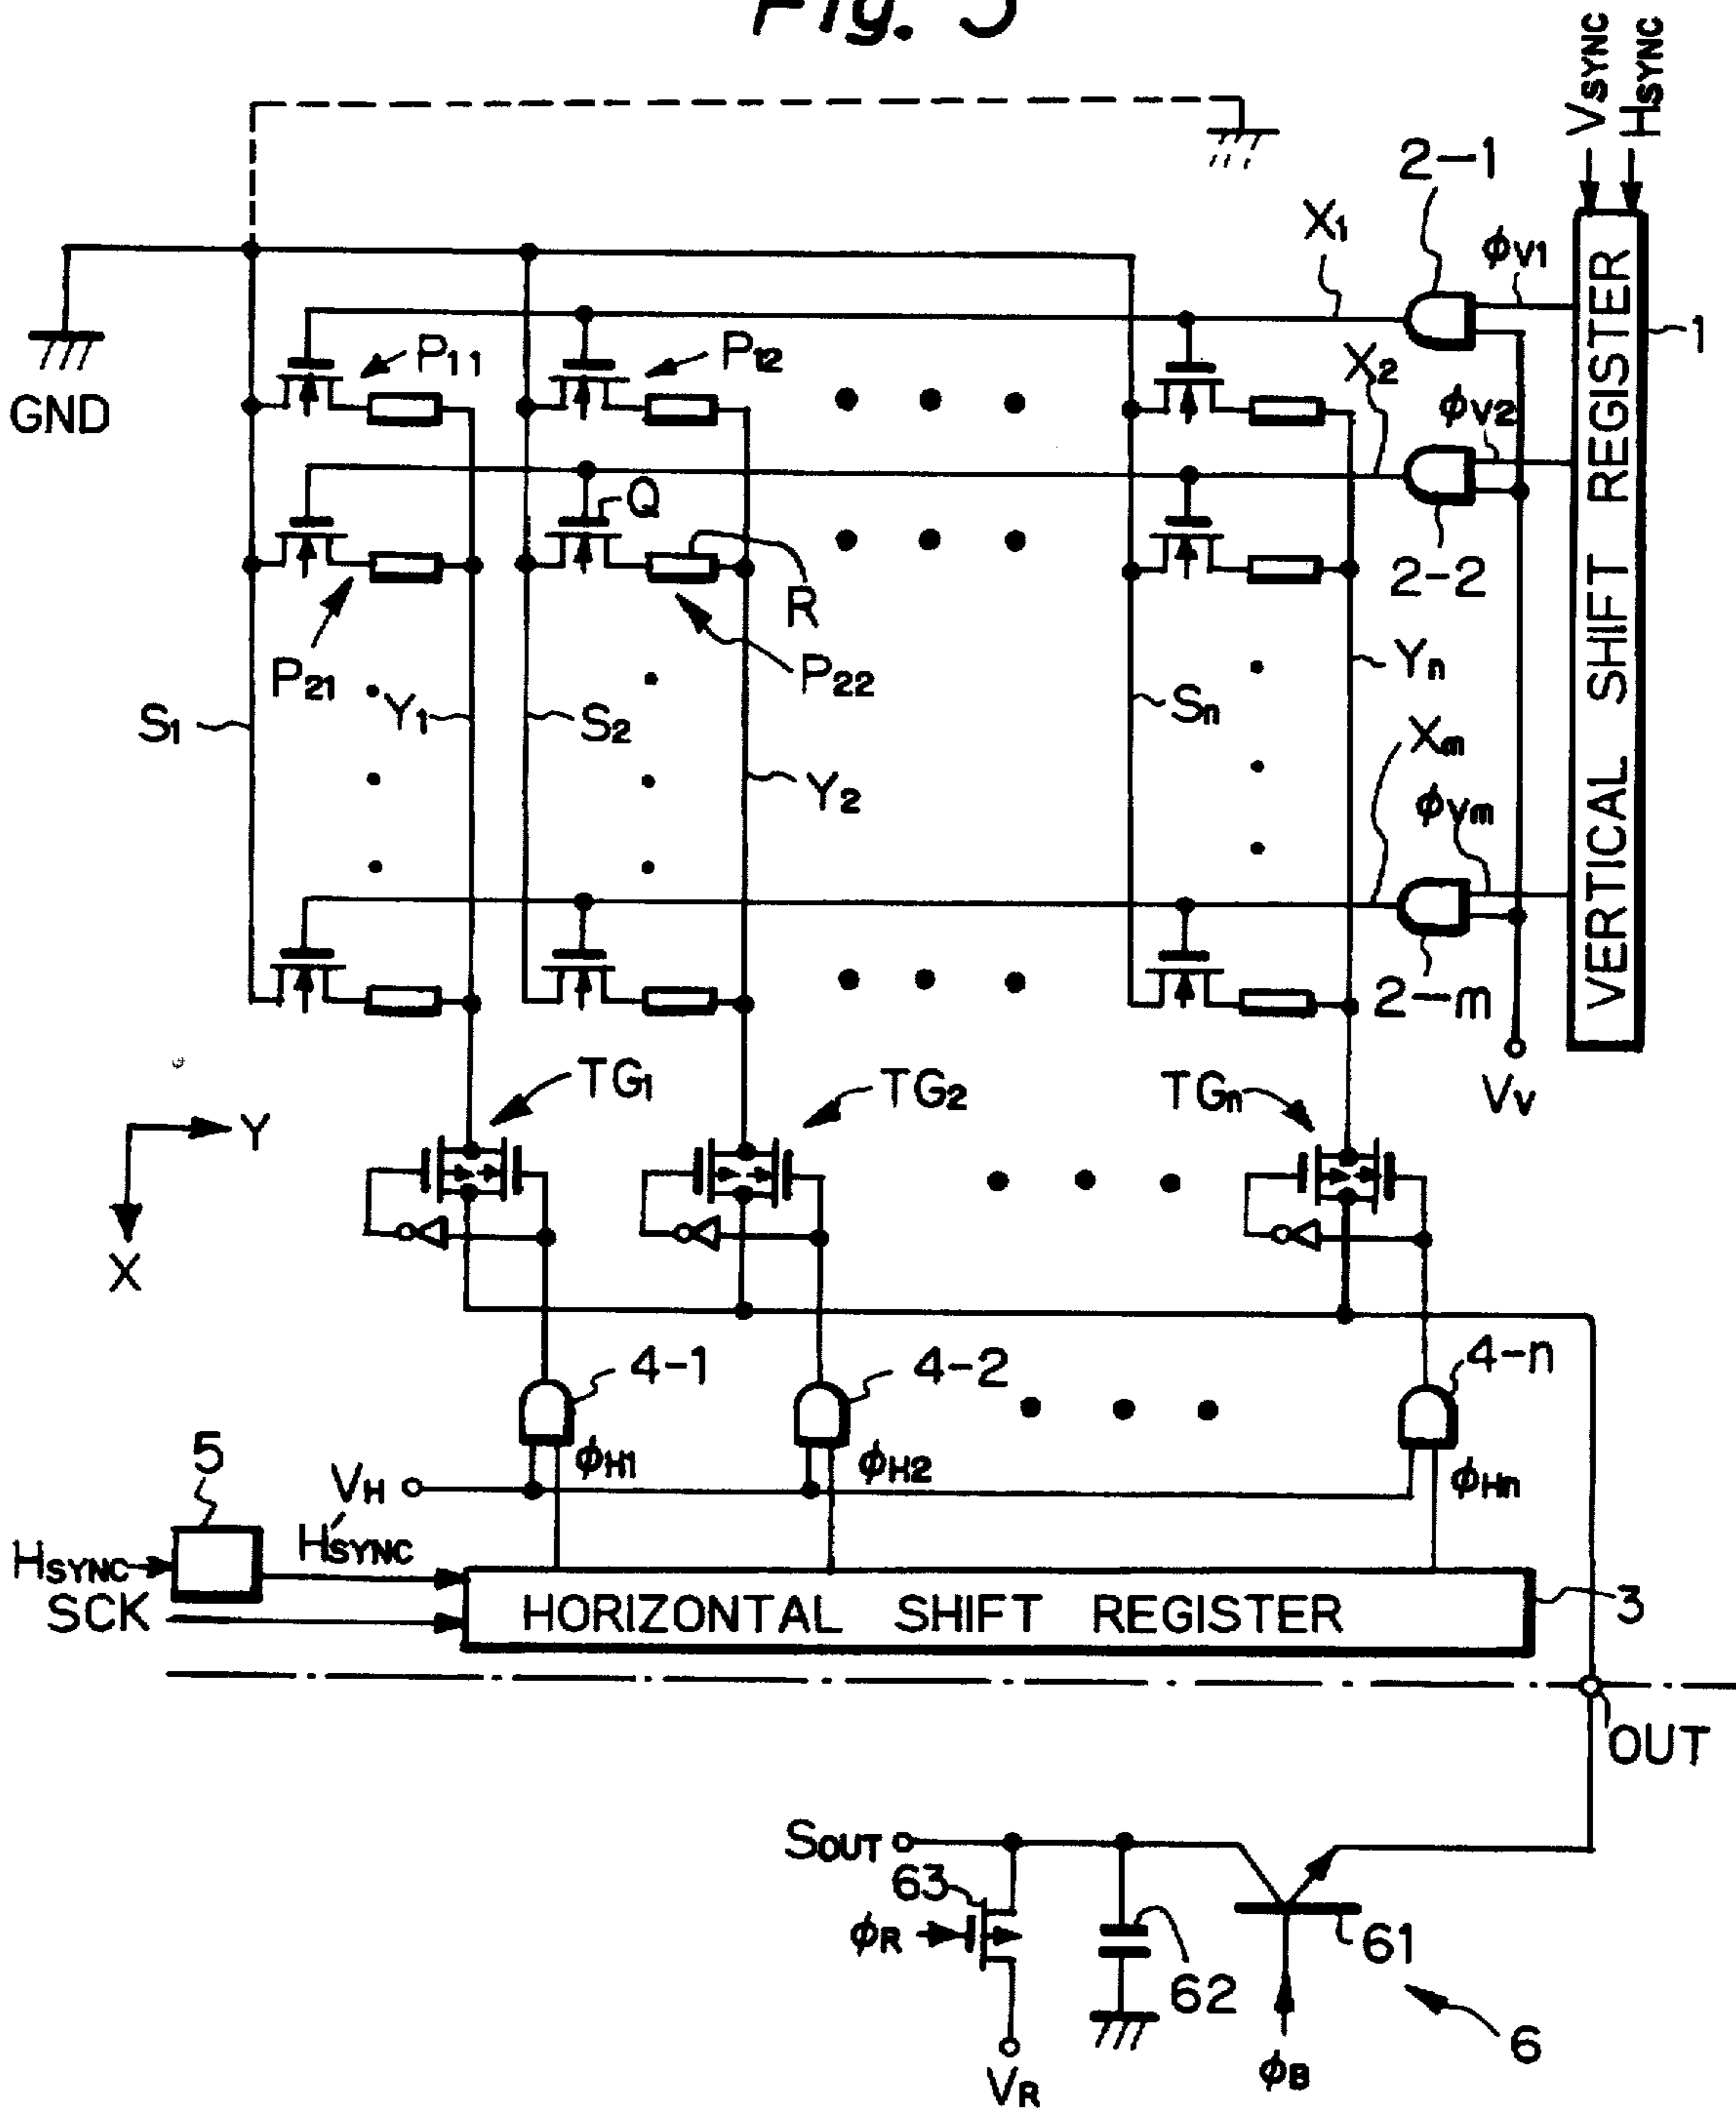 Fig. 5
VSYNC
HSYNC
2-1
X1
φV1
1
P11
P12
X2
φV2
GND
Q
2-2
R
P21
P22
Yn
S1
Y1
S2
Sn
Xm
Y2
φVm
2-m
VERTICAL SHIFT REGISTER
TG1
TG2
TGn
VV
Y
X
4-1
4-2
4-n
5
φH1
φH2
φHn
VH
H'SYNC
HSYNC
SCK
HORIZONTAL SHIFT REGISTER
3
OUT
SOUT
63
φR
61
62
6
φB
VR